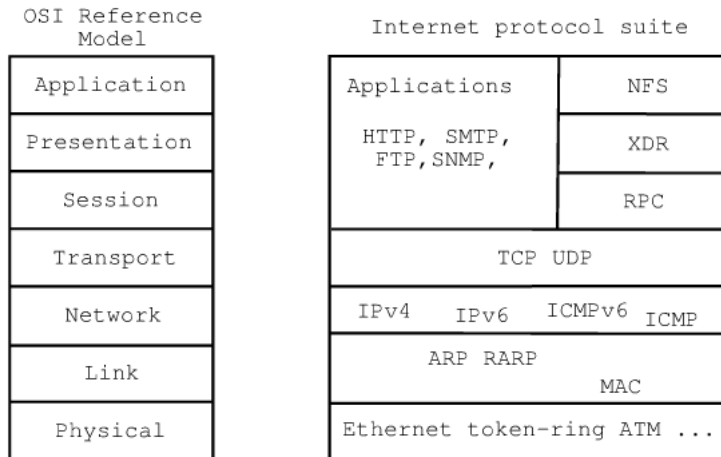 OSI Reference
Model
Application
Presentation
Session
Transport
Network
Link
Physical
Internet protocol suite
Applications
HTTP, SMTP,
FTP,SNMP,
NFS
XDR
RPC
TCP UDP
IPv4 IPv6 ICMPv6 ICMP
ARP RARP
MAC
Ethernet token-ring ATM ...